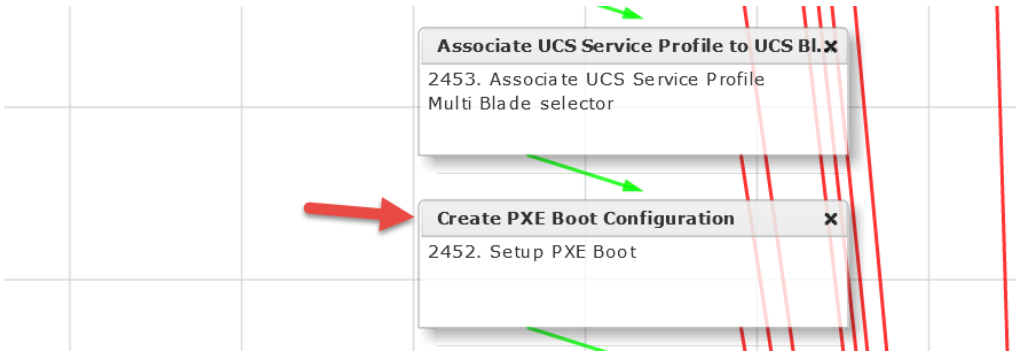 Associate UCS Service Profile to UCS Bl.
2453. Associate UCS Service Profile
Multi Blade selector
Create PXE Boot Configuration
2452. Setup PXE Boot